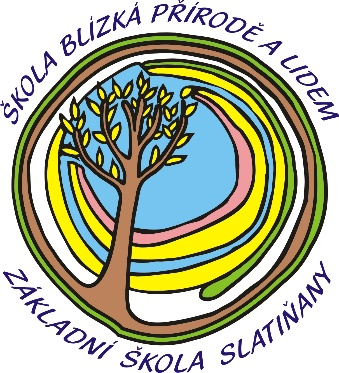 ŠKOLA BLÍZKÁ PŘÍRODĚ A LIDEM
ZÁKLADNÍ ŠKOLA SLATIŇANY